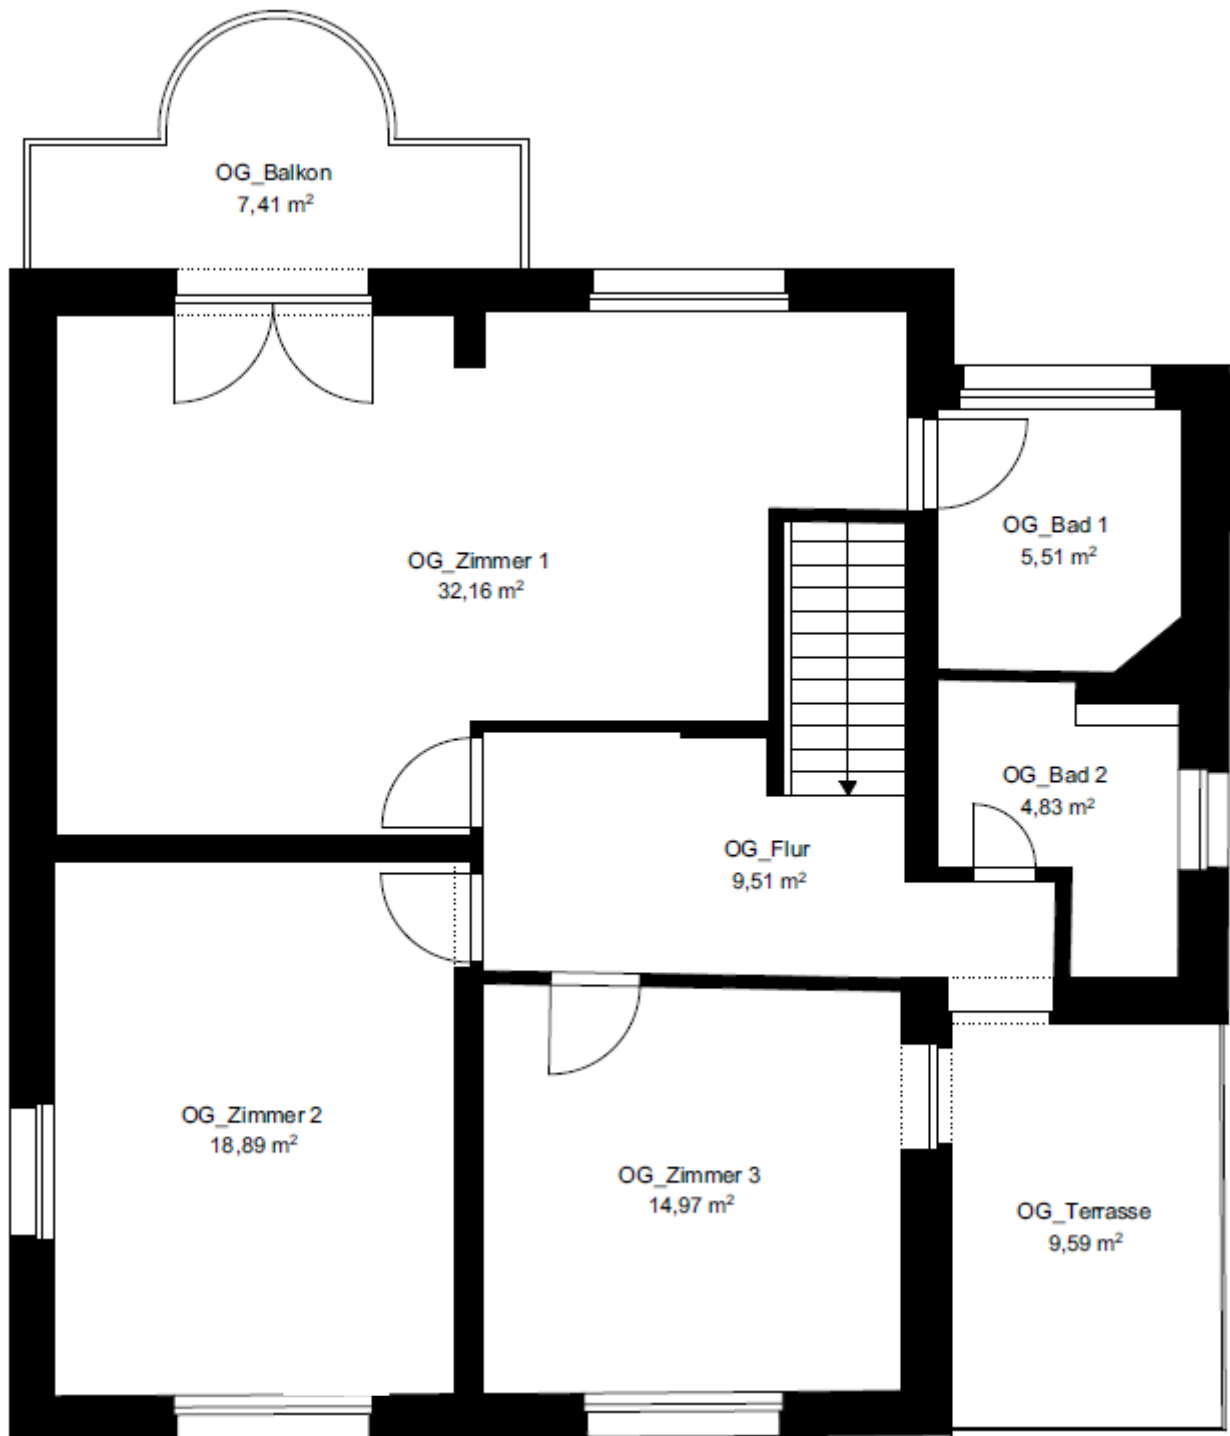 OG_Balkon
7,41 m²
OG_Zimmer 1
32,16 m²
OG_Bad 1
5,51 m²
OG_Bad 2
4,83 m²
OG_Flur
9,51 m²
OG_Zimmer 2
18,89 m²
OG_Zimmer 3
14,97 m²
OG_Terrasse
9,59 m²